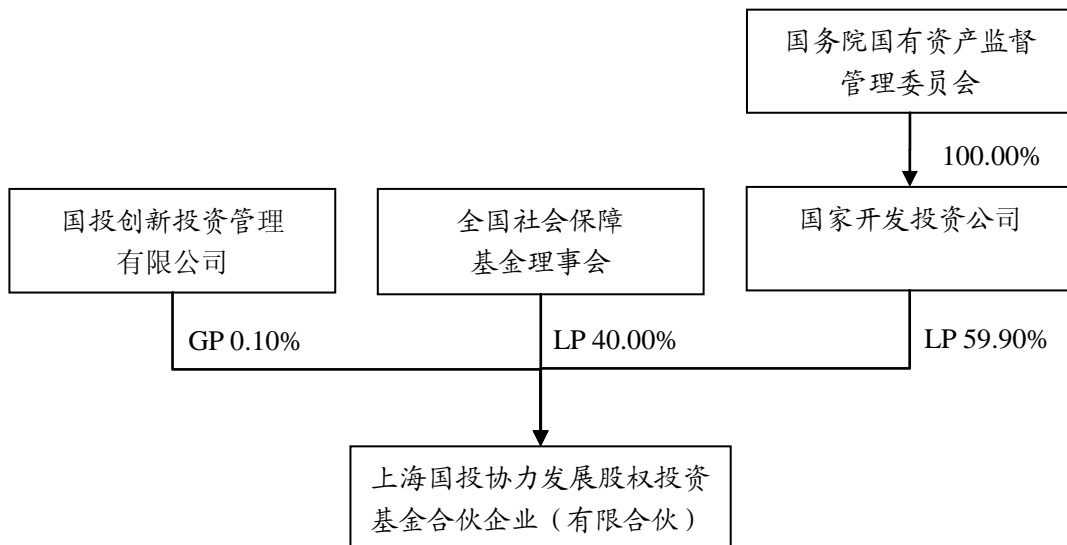 国务院国有资产监督
管理委员会
100.00%
国投创新投资管理
有限公司
全国社会保障
基金理事会
国家开发投资公司
GP 0.10%
LP 40.00%
LP 59.90%
上海国投协力发展股权投资
基金合伙企业（有限合伙）